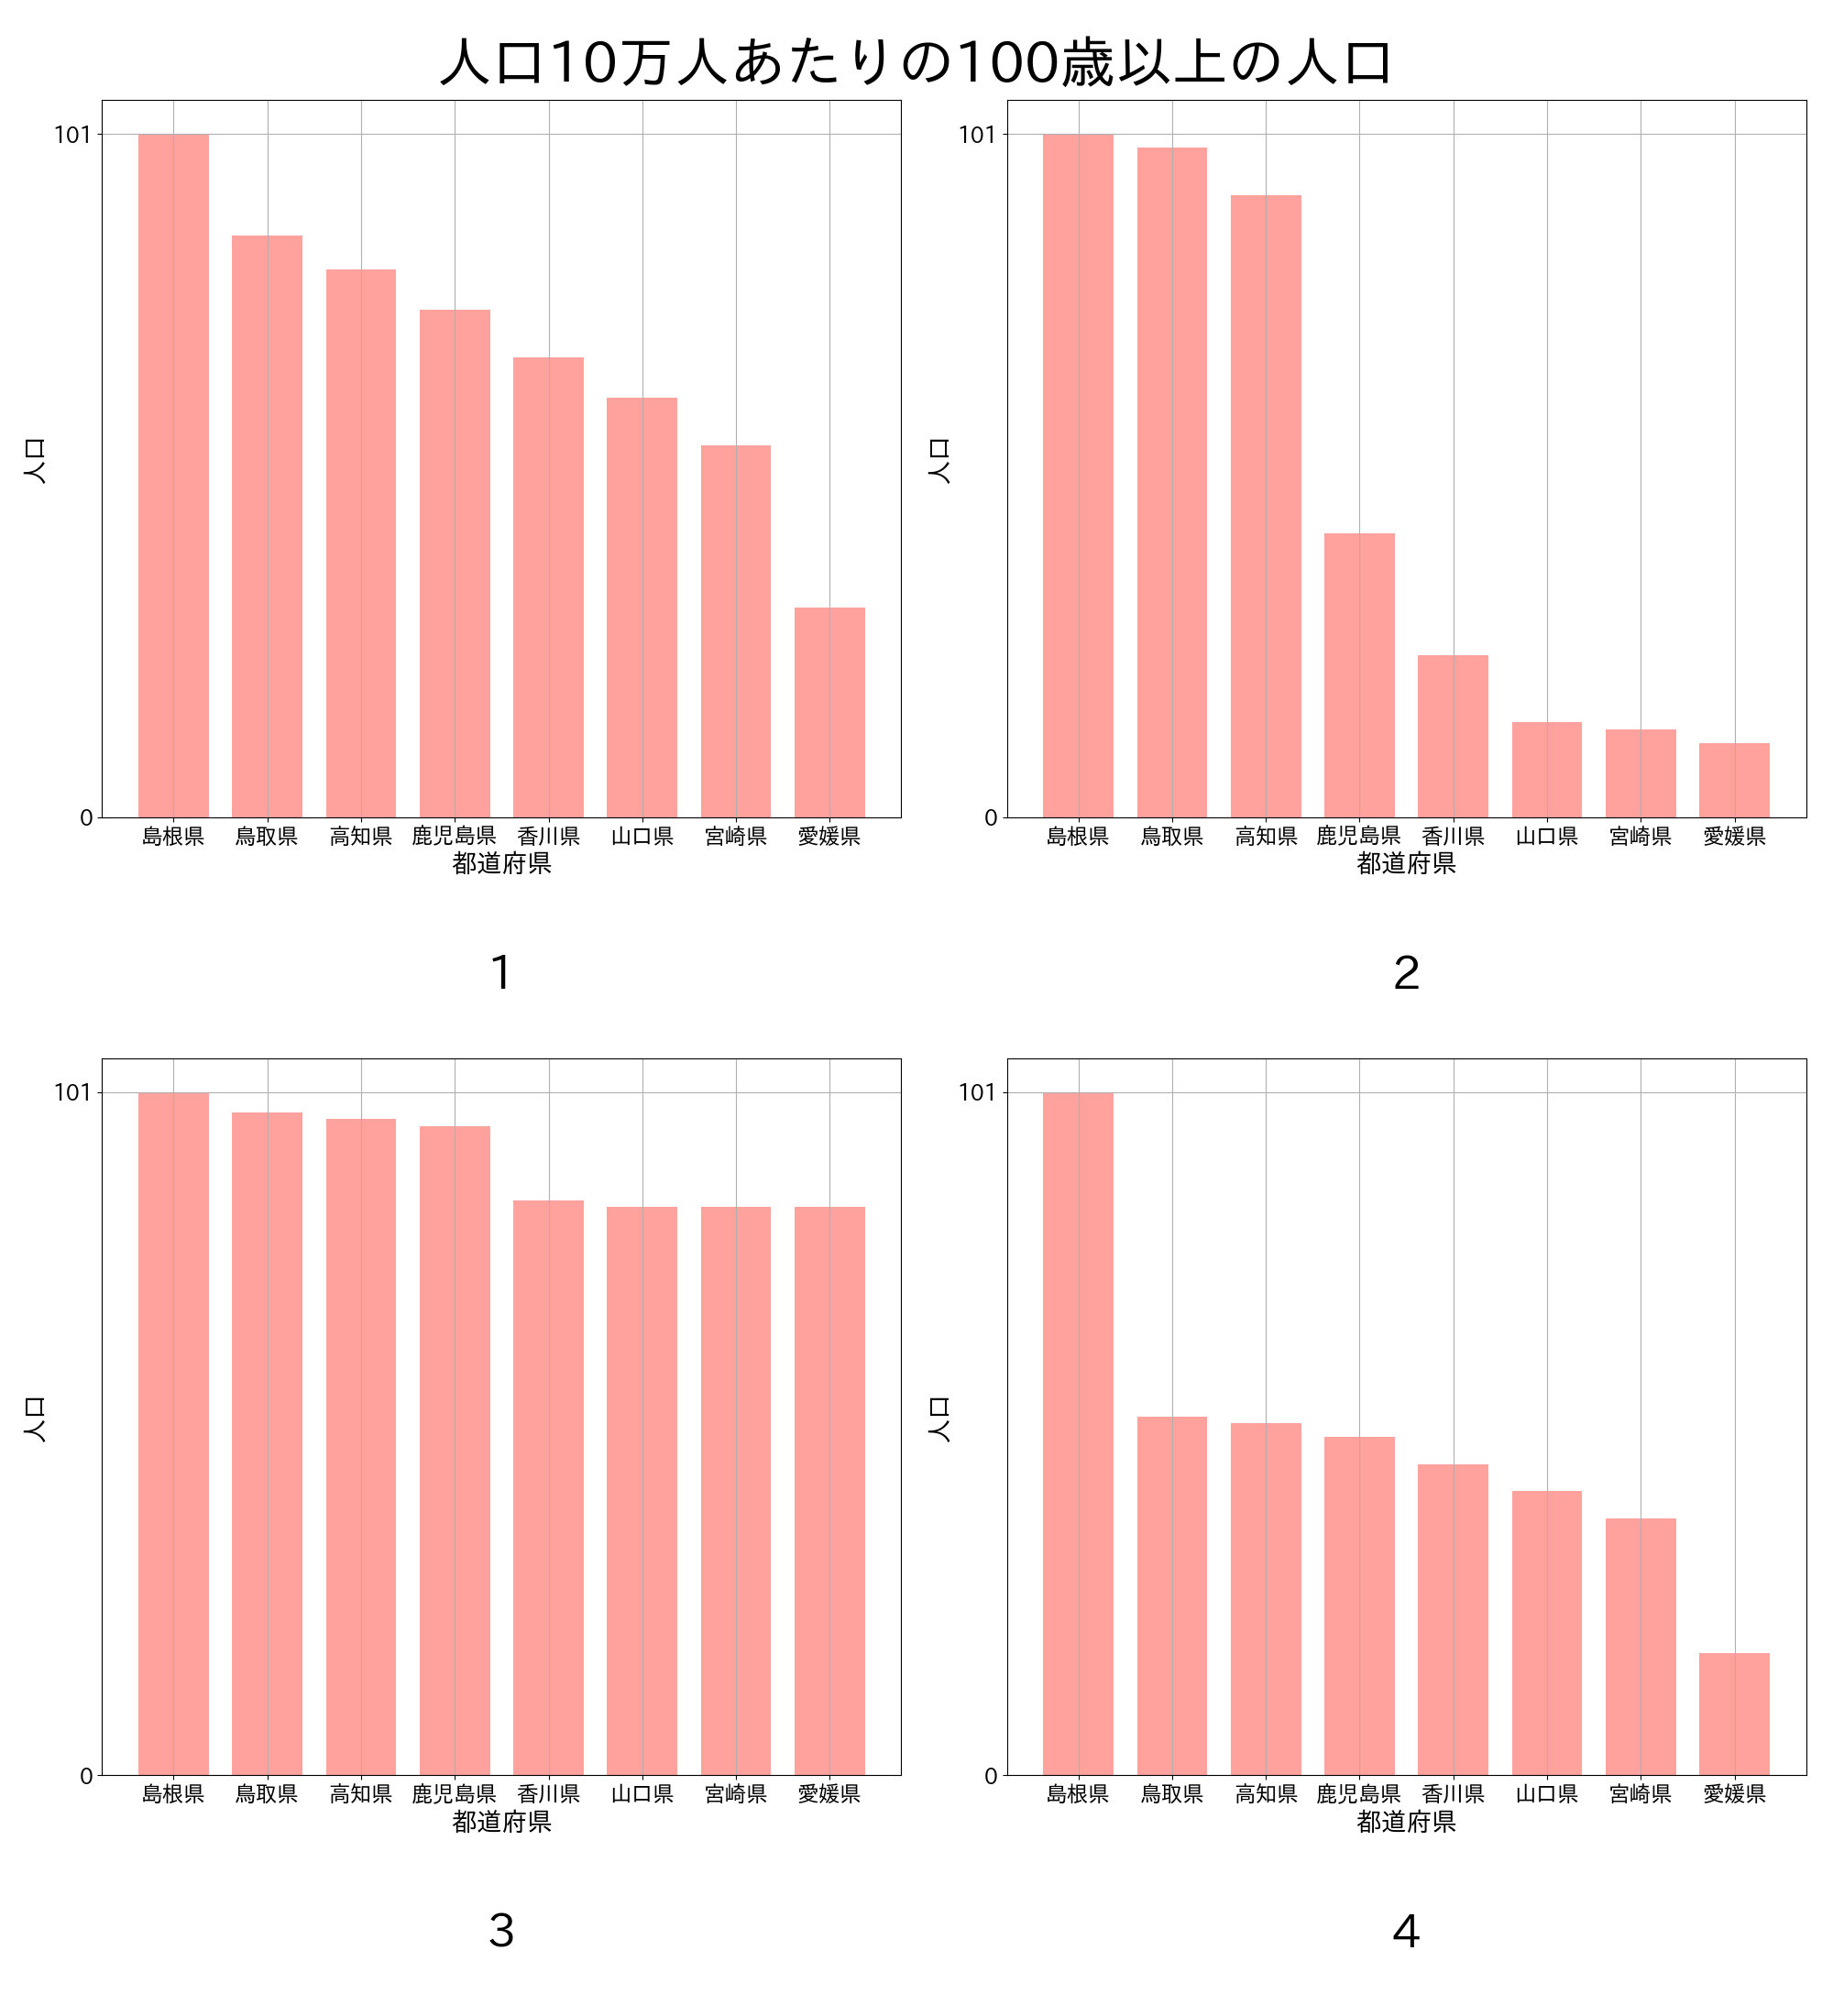 人口10万人あたりの100歳以上の人口
101
0
人口
島根県 鳥取県 高知県 鹿児島県 香川県 山口県 宮崎県 愛媛県
都道府県
1
101
0
人口
島根県 鳥取県 高知県 鹿児島県 香川県 山口県 宮崎県 愛媛県
都道府県
2
101
0
人口
島根県 鳥取県 高知県 鹿児島県 香川県 山口県 宮崎県 愛媛県
都道府県
3
101
0
人口
島根県 鳥取県 高知県 鹿児島県 香川県 山口県 宮崎県 愛媛県
都道府県
4